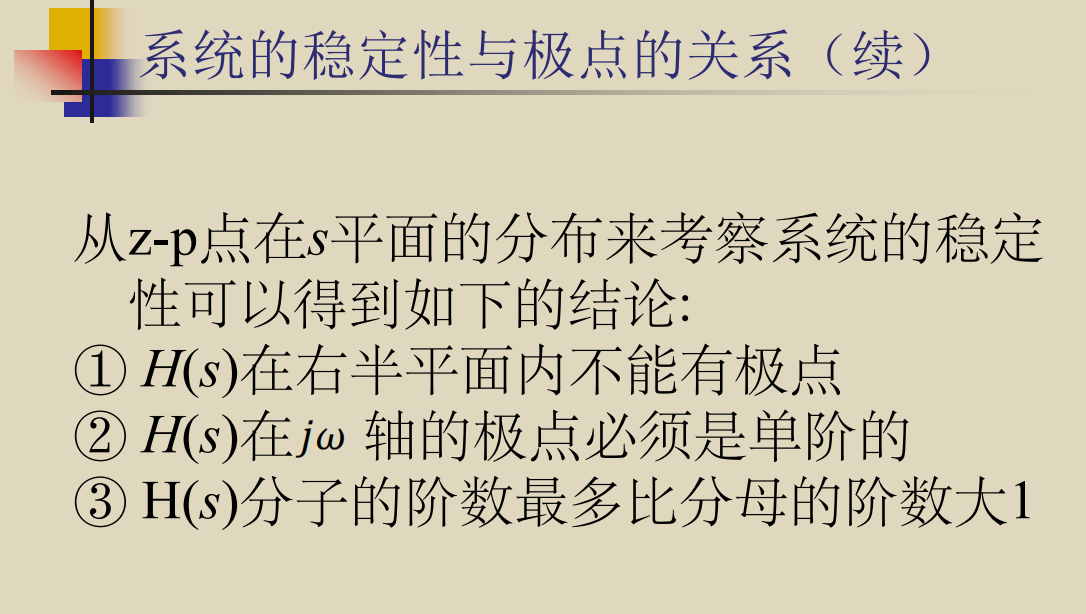 系统的稳定性与极点的关系（续）
从z-p点在s平面的分布来考察系统的稳定
性可以得到如下的结论:
① H(s)在右半平面内不能有极点
② H(s)在jω 轴的极点必须是单阶的
③ H(s)分子的阶数最多比分母的阶数大1